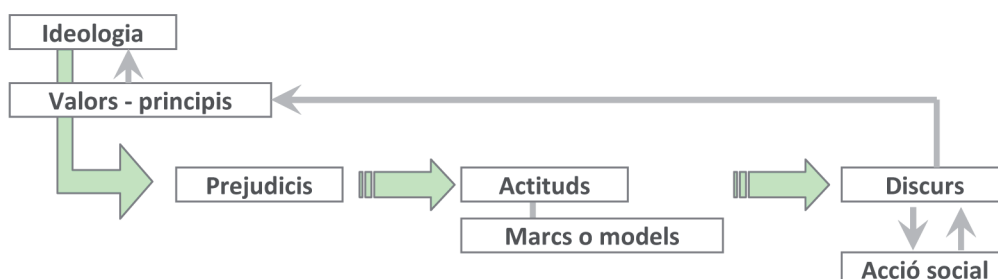 Ideologia
Valors - principis
Prejudicis
Actituds
Discurs
Marcs o models
Acció social